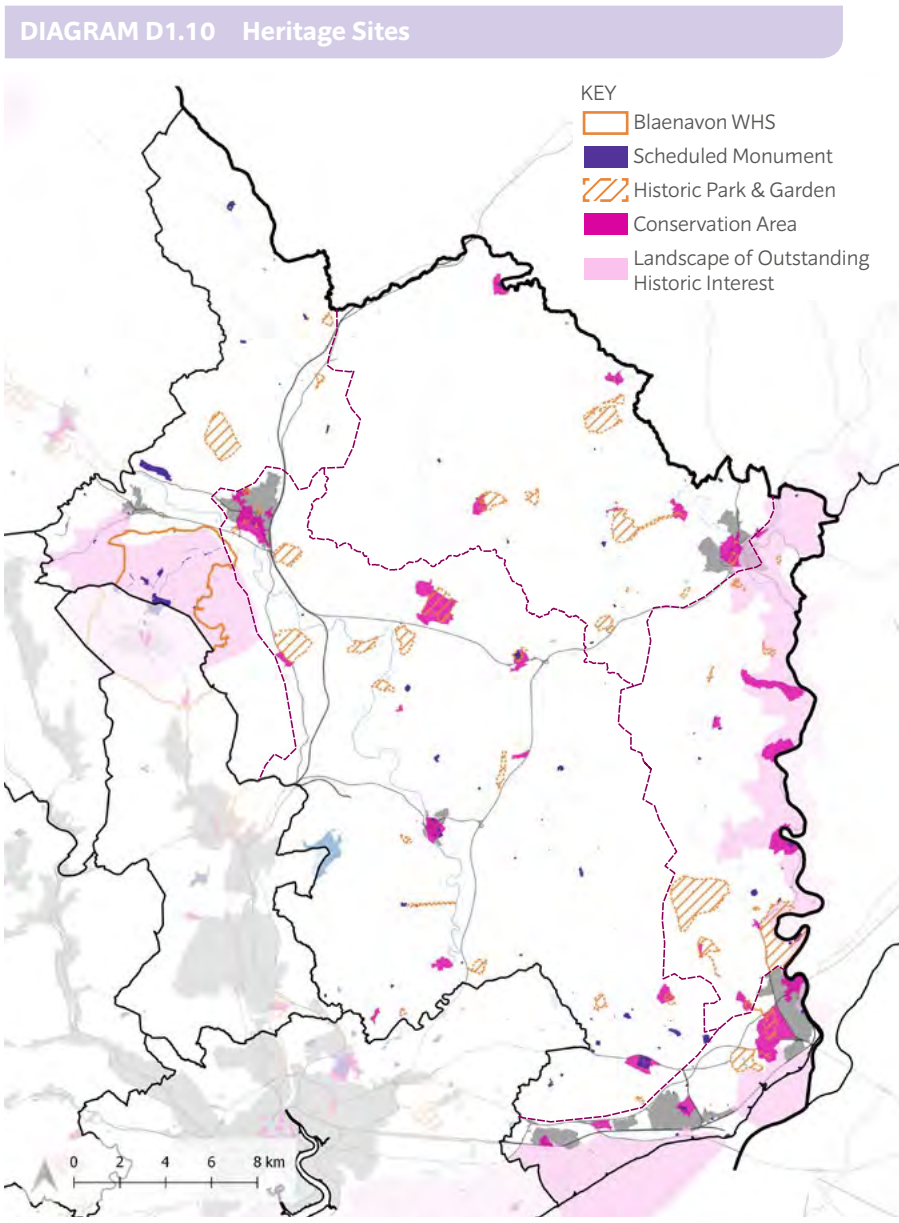 DIAGRAM D1.10 Heritage Sites
KEY
Blaenavon WHS
Scheduled Monument
Historic Park & Garden
Conservation Area
Landscape of Outstanding
Historic Interest
0 2 4 6 8 km